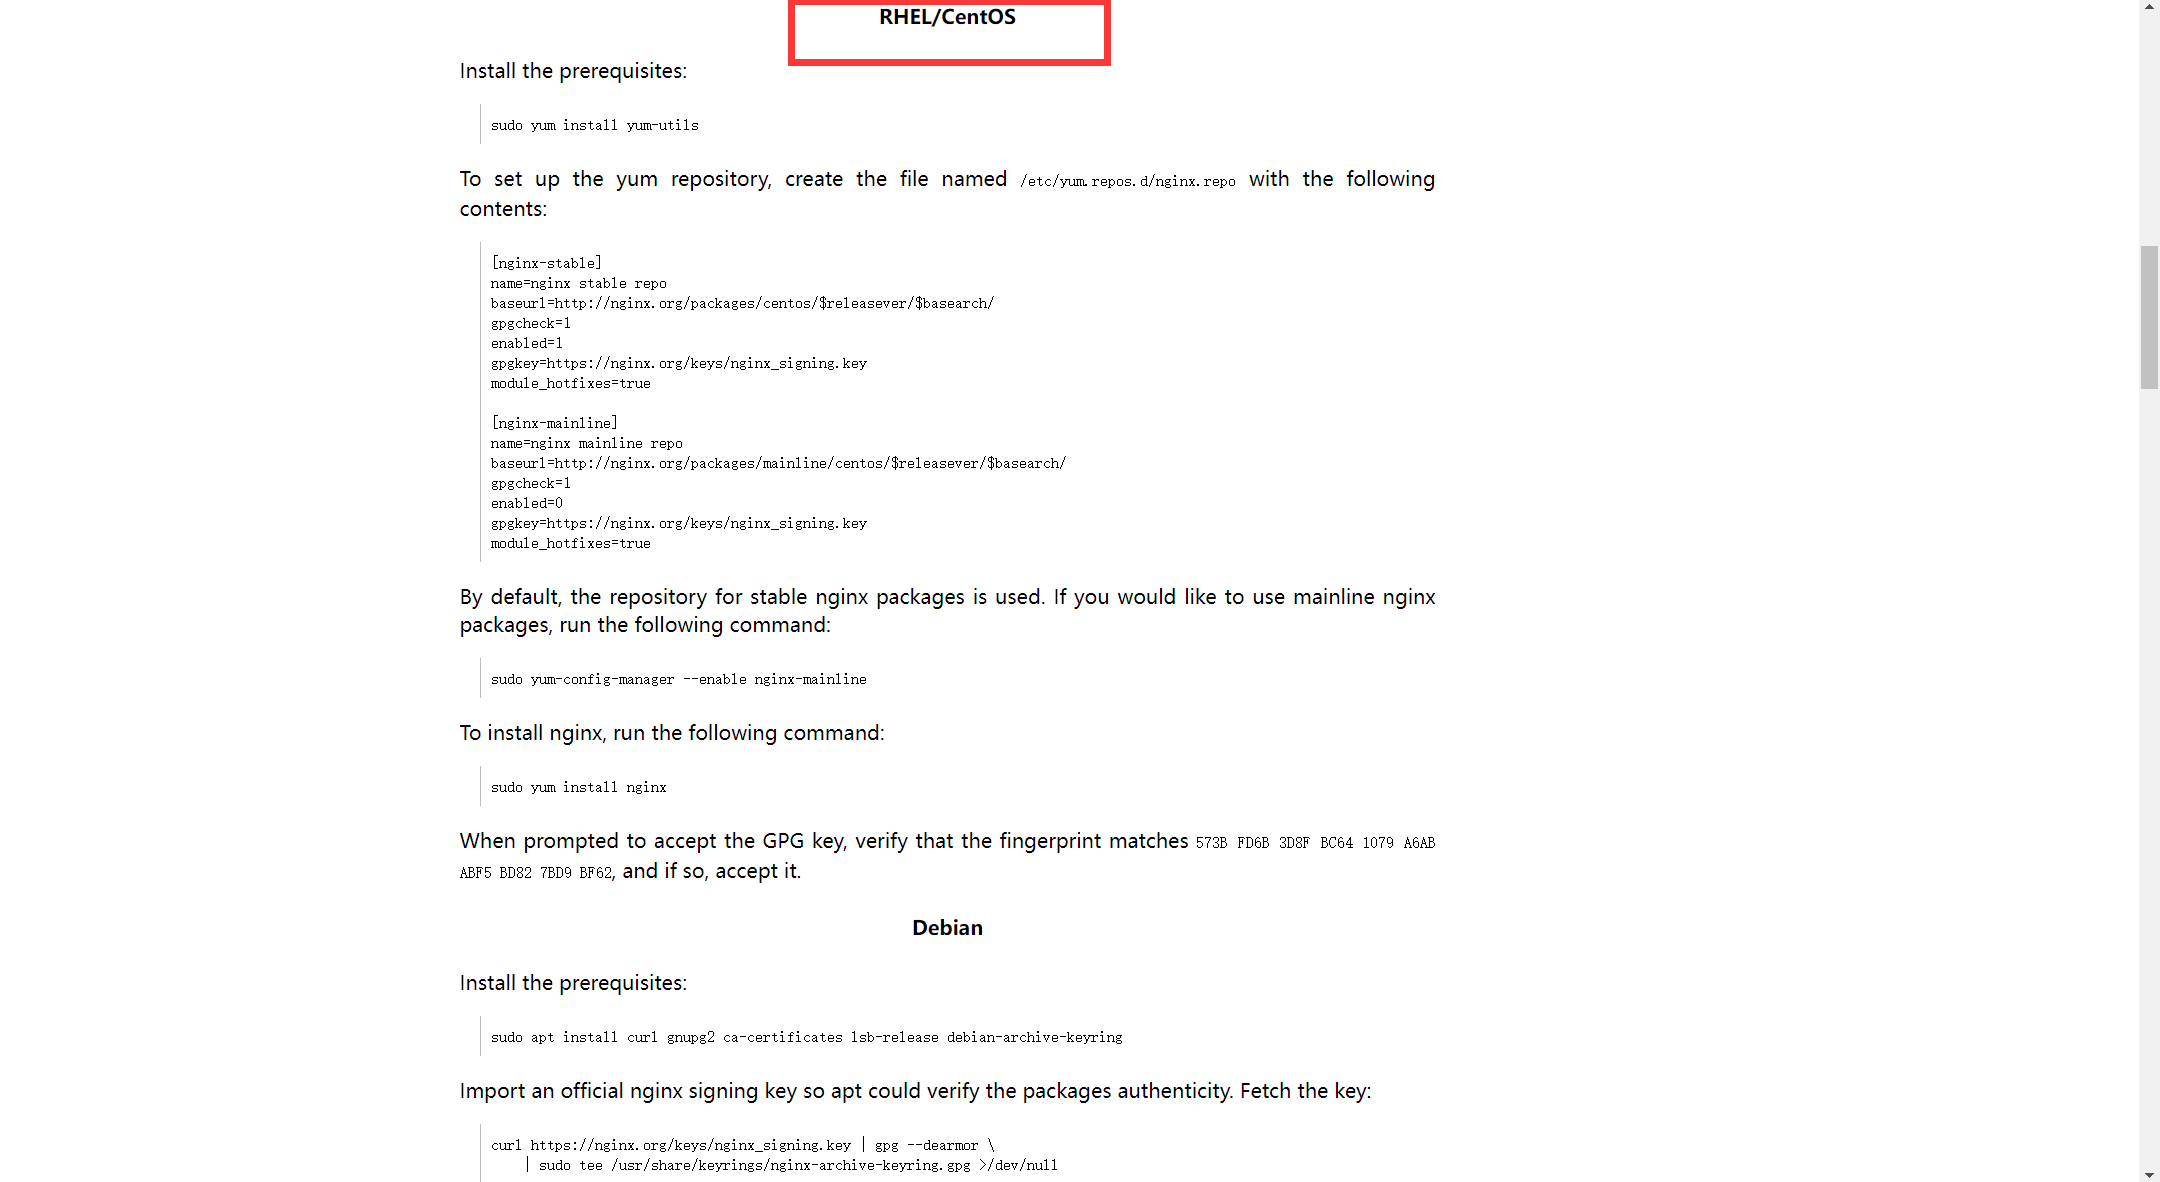 RHEL/CentOS
Install the prerequisites:
sudo yum install yum-utils
To set up the yum repository, create the file named /etc/yum.repos.d/nginx.repo with the following
contents:
[nginx-stable]
name=nginx stable repo
baseurl=http://nginx.org/packages/centos/$releasever/$basearch/
gpgcheck=1
enabled=1
gpgkey=https://nginx.org/keys/nginx_signing.key
module_hotfixes=true
[nginx-mainline]
name=nginx mainline repo
baseurl=http://nginx.org/packages/mainline/centos/$releasever/$basearch/
gpgcheck=1
enabled=0
gpgkey=https://nginx.org/keys/nginx_signing.key
module_hotfixes=true
By default, the repository for stable nginx packages is used. If you would like to use mainline nginx
packages, run the following command:
sudo yum-config-manager --enable nginx-mainline
To install nginx, run the following command:
sudo yum install nginx
When prompted to accept the GPG key, verify that the fingerprint matches 573B FD6B 3D8F BC64 1079 A6AB
ABF5 BD82 7BD9 BF62, and if so, accept it.
Debian
Install the prerequisites:
sudo apt install curl gnupg2 ca-certificates lsb-release debian-archive-keyring
Import an official nginx signing key so apt could verify the packages authenticity. Fetch the key:
curl https://nginx.org/keys/nginx_signing.key | gpg --dearmor \
| sudo tee /usr/share/keyrings/nginx-archive-keyring.gpg >/dev/null